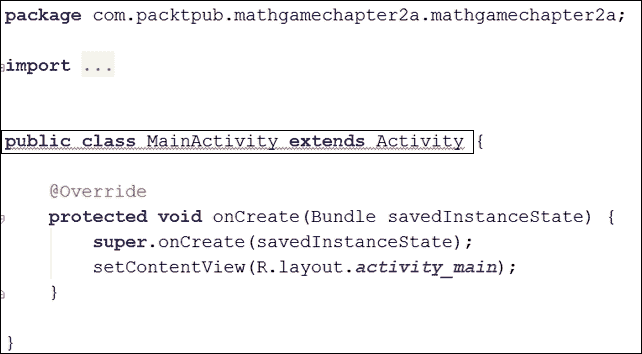 package com.packtpub.mathgamechapter2a.mathgamechapter2a;
import ...
public class MainActivity extends Activity {
@Override
protected void onCreate(Bundle savedInstanceState) {
super.onCreate(savedInstanceState);
setContentView(R.layout.activity_main);
}
}